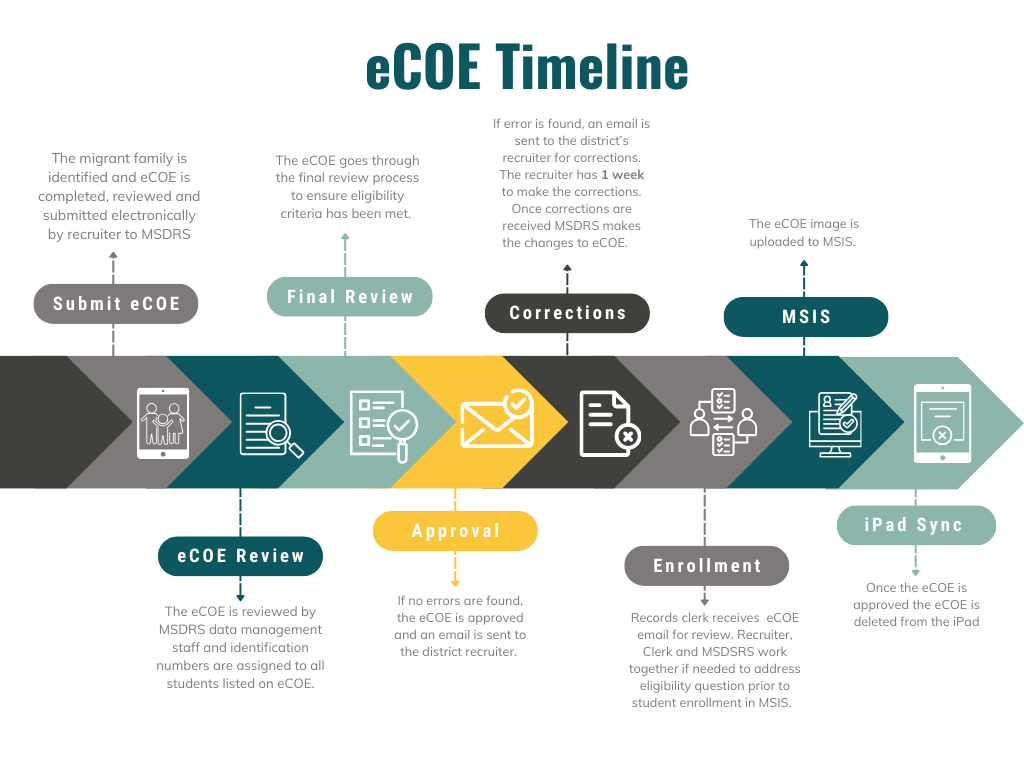 eCOE Timeline
The migrant family is
identified and eCOE is
completed, reviewed and
submitted electronically
by recruiter to MSDRS
Submit eCOE
eCOE Review
The eCOE is reviewed by
MSDRS data management
staff and identification
numbers are assigned to all
students listed on eCOE.
The eCOE goes through
the final review process
to ensure eligibility
criteria has been met.
Final Review
Approval
If no errors are found,
the eCOE is approved
and an email is sent to
the district recruiter.
If error is found, an email is
sent to the district’s
recruiter for corrections.
The recruiter has 1 week
to make the corrections.
Once corrections are
received MSDRS makes
the changes to eCOE.
Corrections
Enrollment
Records clerk receives  eCOE
email for review. Recruiter,
Clerk and MSDSRS work
together if needed to address
eligibility question prior to
student enrollment in MSIS.
The eCOE image is
uploaded to MSIS.
MSIS
iPad Sync
Once the eCOE is
approved the eCOE is
deleted from the iPad